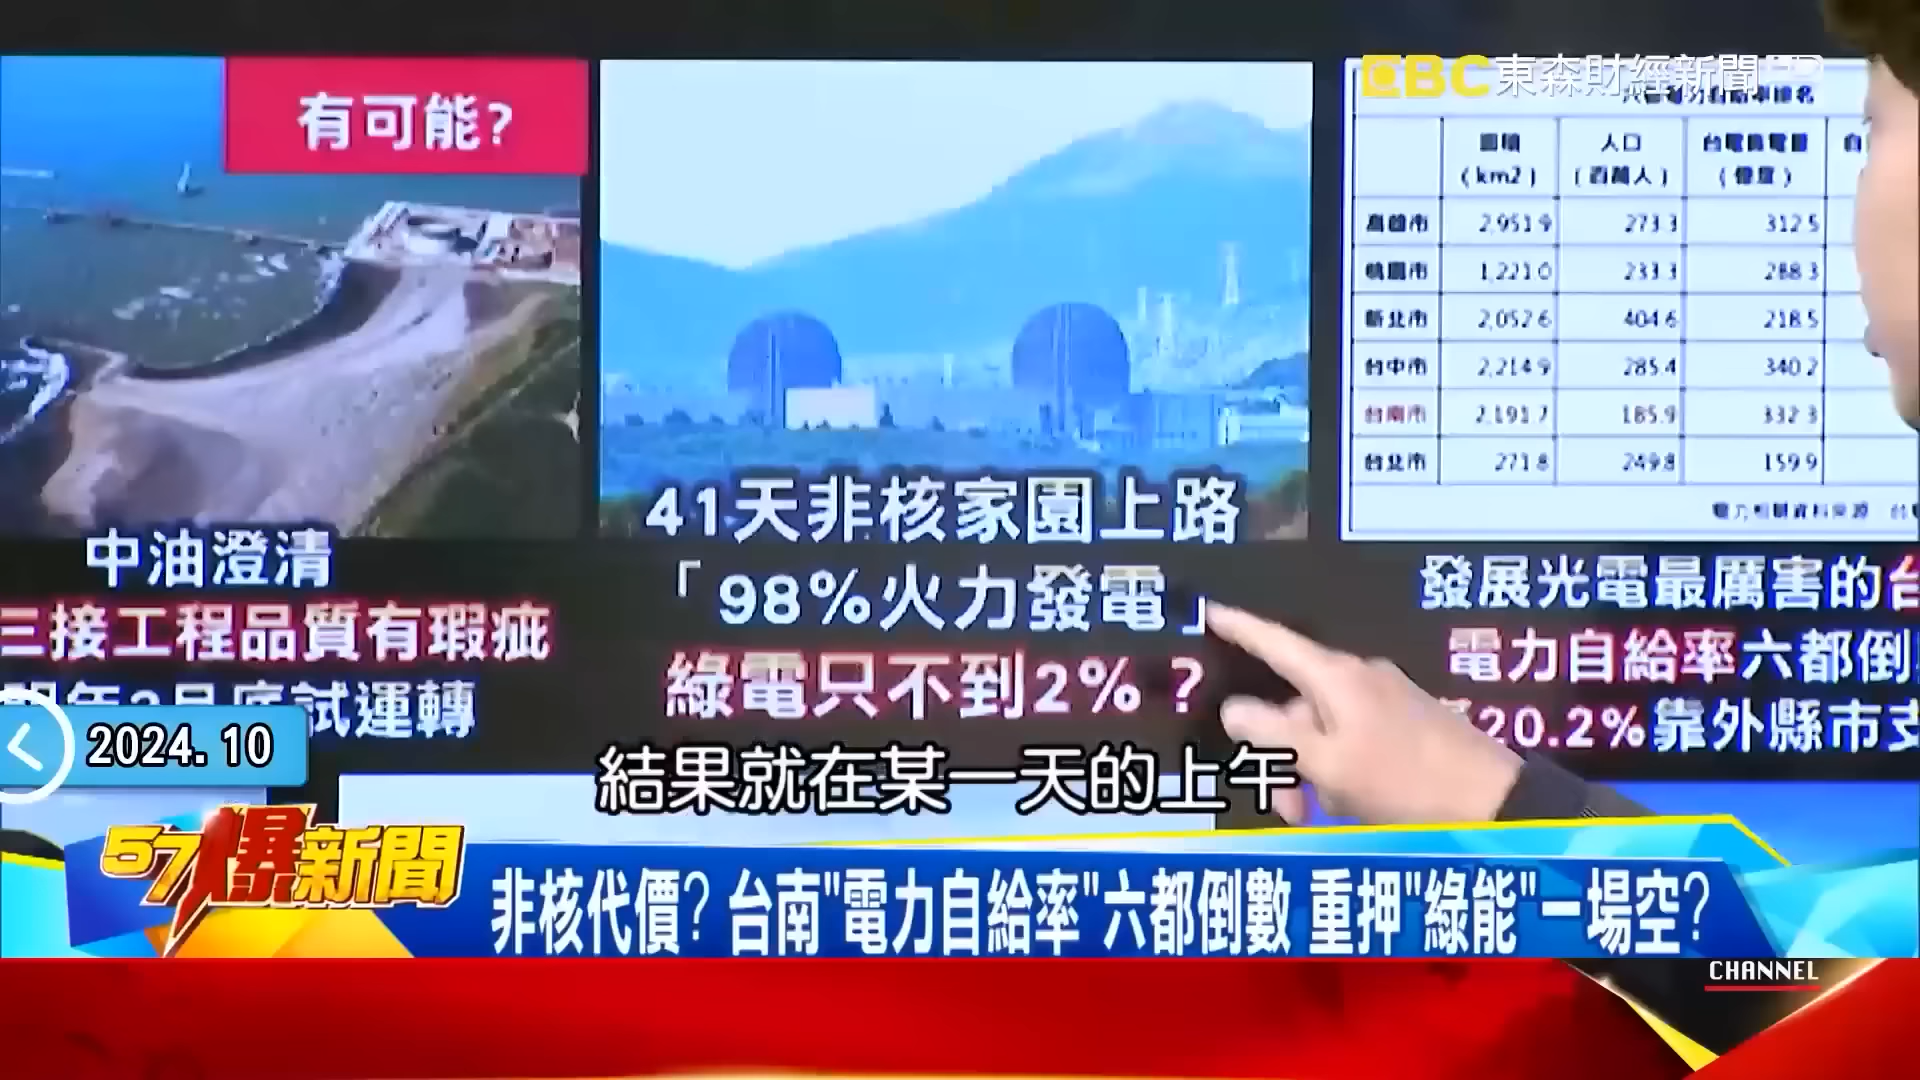 EBC 東森財經新聞
有可能?
面積
(km2)
人口
(百萬人)
台電售電量
(億度)
自
高雄市 2,951.9 273.3 312.5
桃園市 1,221.0 233.3 288.3
新北市 2,052.6 404.6 218.5
台中市 2,214.9 285.4 340.2
台南市 2,191.7 185.9 332.3
台北市 271.8 249.8 159.9
中油澄清
三接工程品質有瑕疵
試運轉
41天非核家園上路
「98%火力發電」
綠電只不到2%?
發展光電最厲害的台
電力自給率六都倒
20.2%靠外縣市支
2024.10
結果就在某一天的上午
57爆新聞
非核代價? 台南"電力自給率"六都倒數 重押"綠能"一場空?
CHANNEL